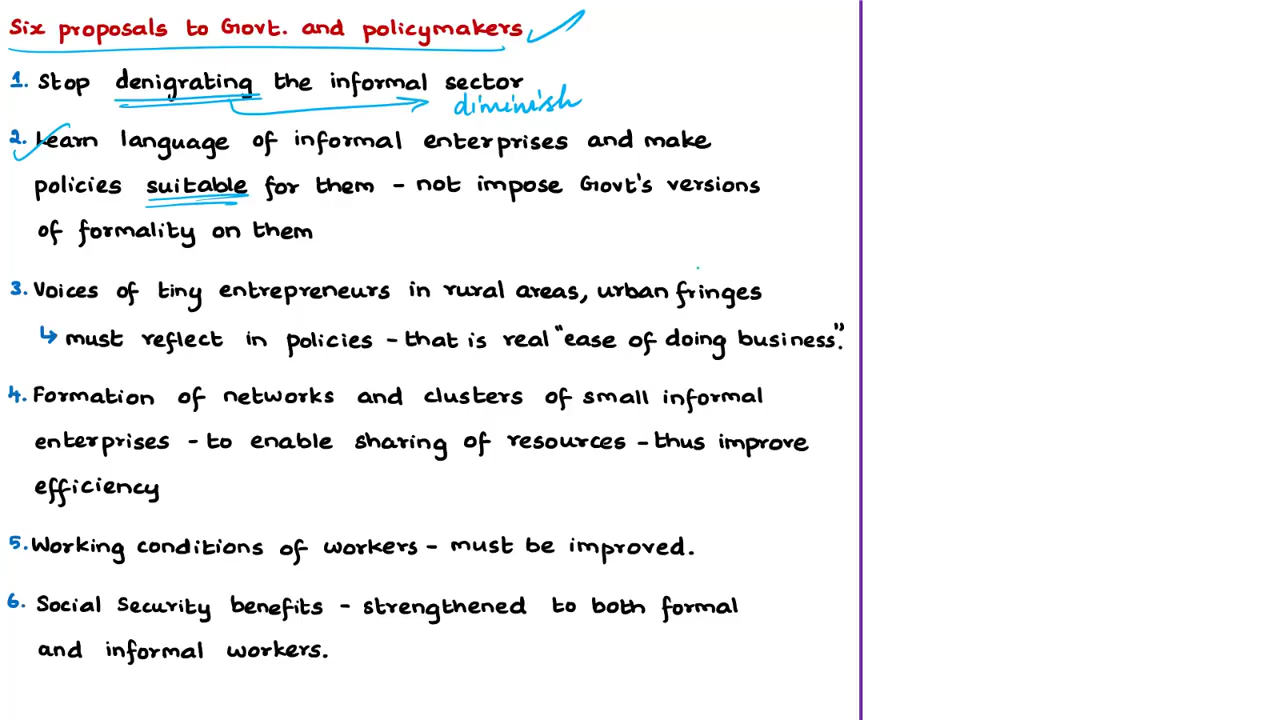 Six proposals to Govt. and policymakers
1. Stop denigrating the informal sector
diminish
2. Learn language of informal enterprises and make
policies suitable for them - not impose Govt's versions
of formality on them
3. Voices of tiny entrepreneurs in rural areas, urban fringes
↳ must reflect in policies - that is real "ease of doing business".
4. Formation of networks and clusters of small informal
enterprises - to enable sharing of resources - thus improve
efficiency
5. Working conditions of workers - must be improved.
6. Social Security benefits - strengthened to both formal
and informal workers.